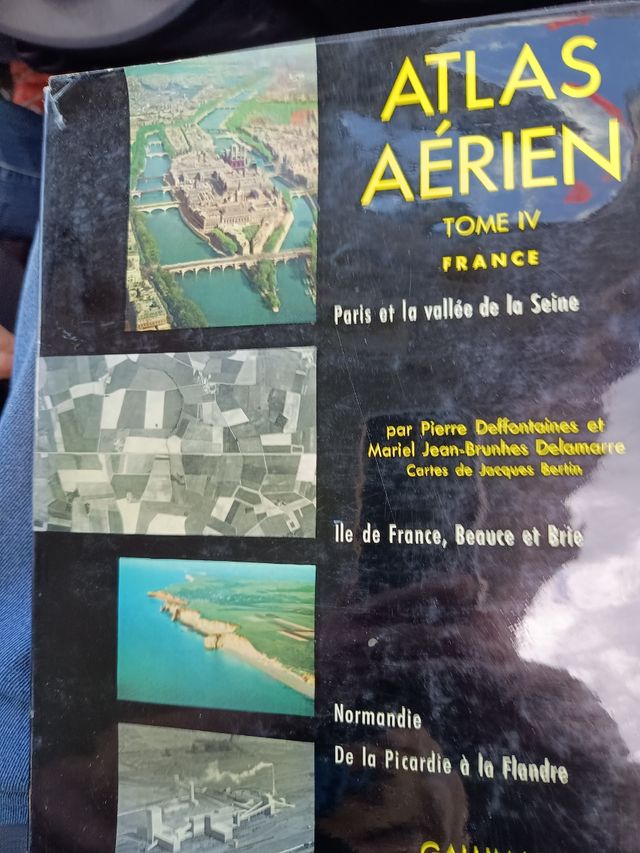 ATLAS
AÉRIEN
TOME IV
FRANCE
Paris et la vallée de la Seine
par Pierre Deffontaines et
Mariel Jean-Brunhes Delamarre
Cartes de Jacques Bertin
Ile de France, Beauce et Brie
Normandie
De la Picardie à la Flandre